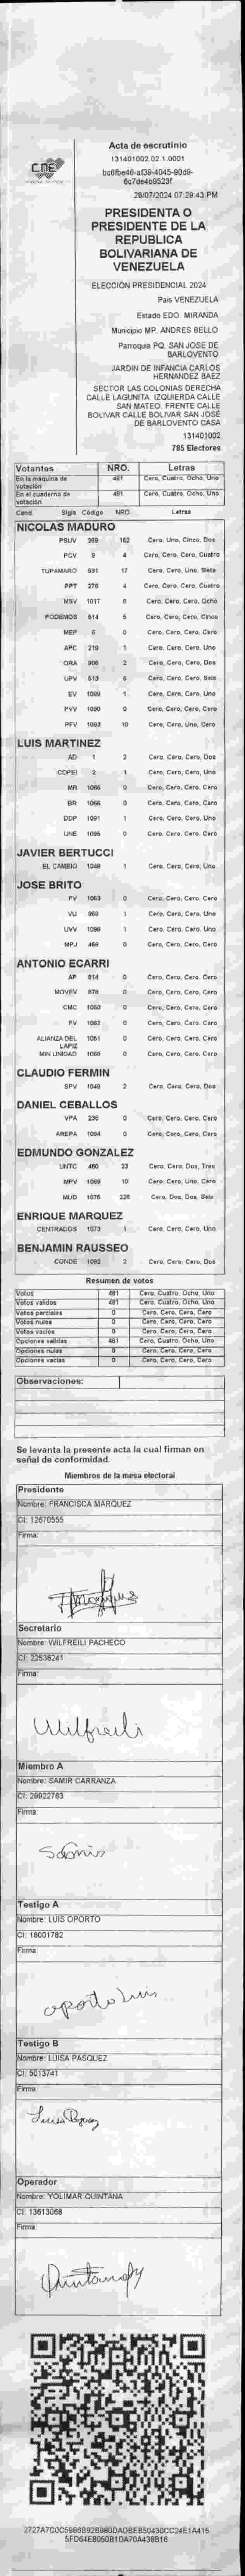 CNE
Acta de escrutinio
131401002.02.1.0001
bc6fbe46-af39-4045-90d9-
6c7de4b9523f
28/07/2024 07:29:43 PM
PRESIDENTA O
PRESIDENTE DE LA
REPUBLICA
BOLIVARIANA DE
VENEZUELA
ELECCIÓN PRESIDENCIAL 2024
País VENEZUELA
Estado EDO. MIRANDA
Municipio MP. ANDRES BELLO
Parroquia PQ. SAN JOSE DE
BARLOVENTO
JARDIN DE INFANCIA CARLOS
HERNANDEZ BAEZ
SECTOR LAS COLONIAS DERECHA
CALLE LAGUNITA. IZQUIERDA CALLE
SAN MATEO. FRENTE CALLE
BOLIVAR CALLE BOLIVAR SAN JOSÉ
DE BARLOVENTO CASA
131401002
785 Electores
Votantes NRO. Letras
En la máquina de votación 481 Cero, Cuatro, Ocho, Uno
En el cuaderno de votación 481 Cero, Cuatro, Ocho, Uno
Cand. Sigla Código NRO. Letras
NICOLAS MADURO
PSUV 269 152 Cero, Uno, Cinco, Dos
PCV 9 4 Cero, Cero, Cero, Cuatro
TUPAMARO 931 17 Cero, Cero, Uno, Siete
PPT 276 4 Cero, Cero, Cero, Cuatro
MSV 1017 8 Cero, Cero, Cero, Ocho
PODEMOS 514 5 Cero, Cero, Cero, Cinco
MEP 6 0 Cero, Cero, Cero, Cero
APC 219 1 Cero, Cero, Cero, Uno
ORA 906 2 Cero, Cero, Cero, Dos
UPV 513 6 Cero, Cero, Cero, Seis
EV 1089 1 Cero, Cero, Cero, Uno
PVV 1090 0 Cero, Cero, Cero, Cero
PFV 1093 10 Cero, Cero, Uno, Cero
LUIS MARTINEZ
AD 1 2 Cero, Cero, Cero, Dos
COPEI 2 1 Cero, Cero, Cero, Uno
MR 1065 0 Cero, Cero, Cero, Cero
BR 1066 0 Cero, Cero, Cero, Cero
DDP 1091 1 Cero, Cero, Cero, Uno
UNE 1095 0 Cero, Cero, Cero, Cero
JAVIER BERTUCCI
EL CAMBIO 1048 1 Cero, Cero, Cero, Uno
JOSE BRITO
PV 1053 0 Cero, Cero, Cero, Cero
VU 969 1 Cero, Cero, Cero, Uno
UVV 1096 1 Cero, Cero, Cero, Uno
MPJ 468 0 Cero, Cero, Cero, Cero
ANTONIO ECARRI
AP 914 0 Cero, Cero, Cero, Cero
MOVEV 978 0 Cero, Cero, Cero, Cero
CMC 1050 0 Cero, Cero, Cero, Cero
FV 1062 0 Cero, Cero, Cero, Cero
ALIANZA DEL LAPIZ 1051 0 Cero, Cero, Cero, Cero
MIN UNIDAD 1088 0 Cero, Cero, Cero, Cero
CLAUDIO FERMIN
SPV 1049 2 Cero, Cero, Cero, Dos
DANIEL CEBALLOS
VPA 236 0 Cero, Cero, Cero, Cero
AREPA 1094 0 Cero, Cero, Cero, Cero
EDMUNDO GONZALEZ
UNTC 460 23 Cero, Cero, Dos, Tres
MPV 1069 10 Cero, Cero, Uno, Cero
MUD 1075 226 Cero, Dos, Dos, Seis
ENRIQUE MARQUEZ
CENTRADOS 1073 1 Cero, Cero, Cero, Uno
BENJAMIN RAUSSEO
CONDE 1092 2 Cero, Cero, Cero, Dos
Resumen de votos
Votos 481 Cero, Cuatro, Ocho, Uno
Votos validos 481 Cero, Cuatro, Ocho, Uno
Votos parciales 0 Cero, Cero, Cero, Cero
Votos nulos 0 Cero, Cero, Cero, Cero
Votos vacíos 0 Cero, Cero, Cero, Cero
Opciones validas 481 Cero, Cuatro, Ocho, Uno
Opciones nulas 0 Cero, Cero, Cero, Cero
Opciones vacias 0 Cero, Cero, Cero, Cero
Observaciones:
Se levanta la presente acta la cual firman en
señal de conformidad.
Miembros de la mesa electoral
Presidente
Nombre: FRANCISCA MARQUEZ
CI: 12670555
Firma:
Secretario
Nombre: WILFREILI PACHECO
CI: 22536241
Firma:
Wilfreili
Miembro A
Nombre: SAMIR CARRANZA
CI: 26922763
Firma:
Samir
Testigo A
Nombre: LUIS OPORTO
CI: 18001782
Firma:
oporto Luis
Testigo B
Nombre: LUISA PASQUEZ
CI: 5013741
Firma:
Operador
Nombre: YOLIMAR QUINTANA
CI: 13613068
Firma:
2727A7C0C5986B92B980DADBEB50430CC24E1A415
5FD64E8050B1DA70A438B16